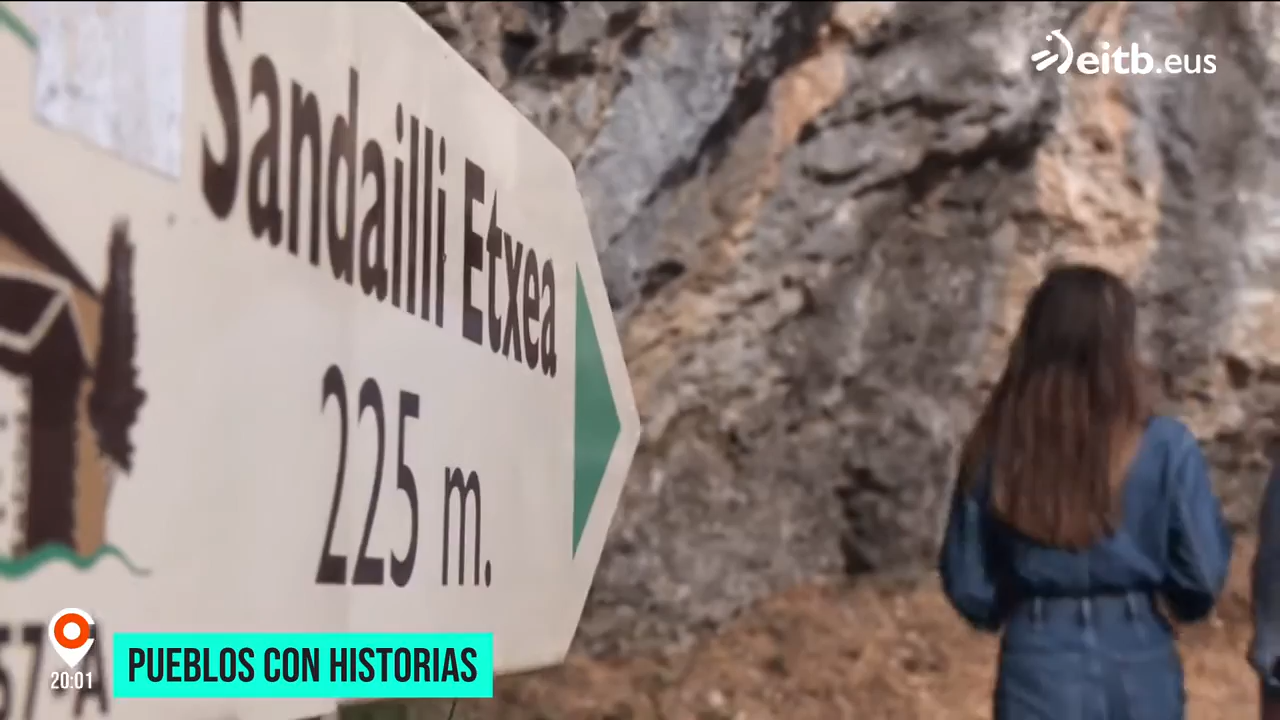 eitb.eus
Sandailli Etxea
225 m.
20:01
PUEBLOS CON HISTORIAS